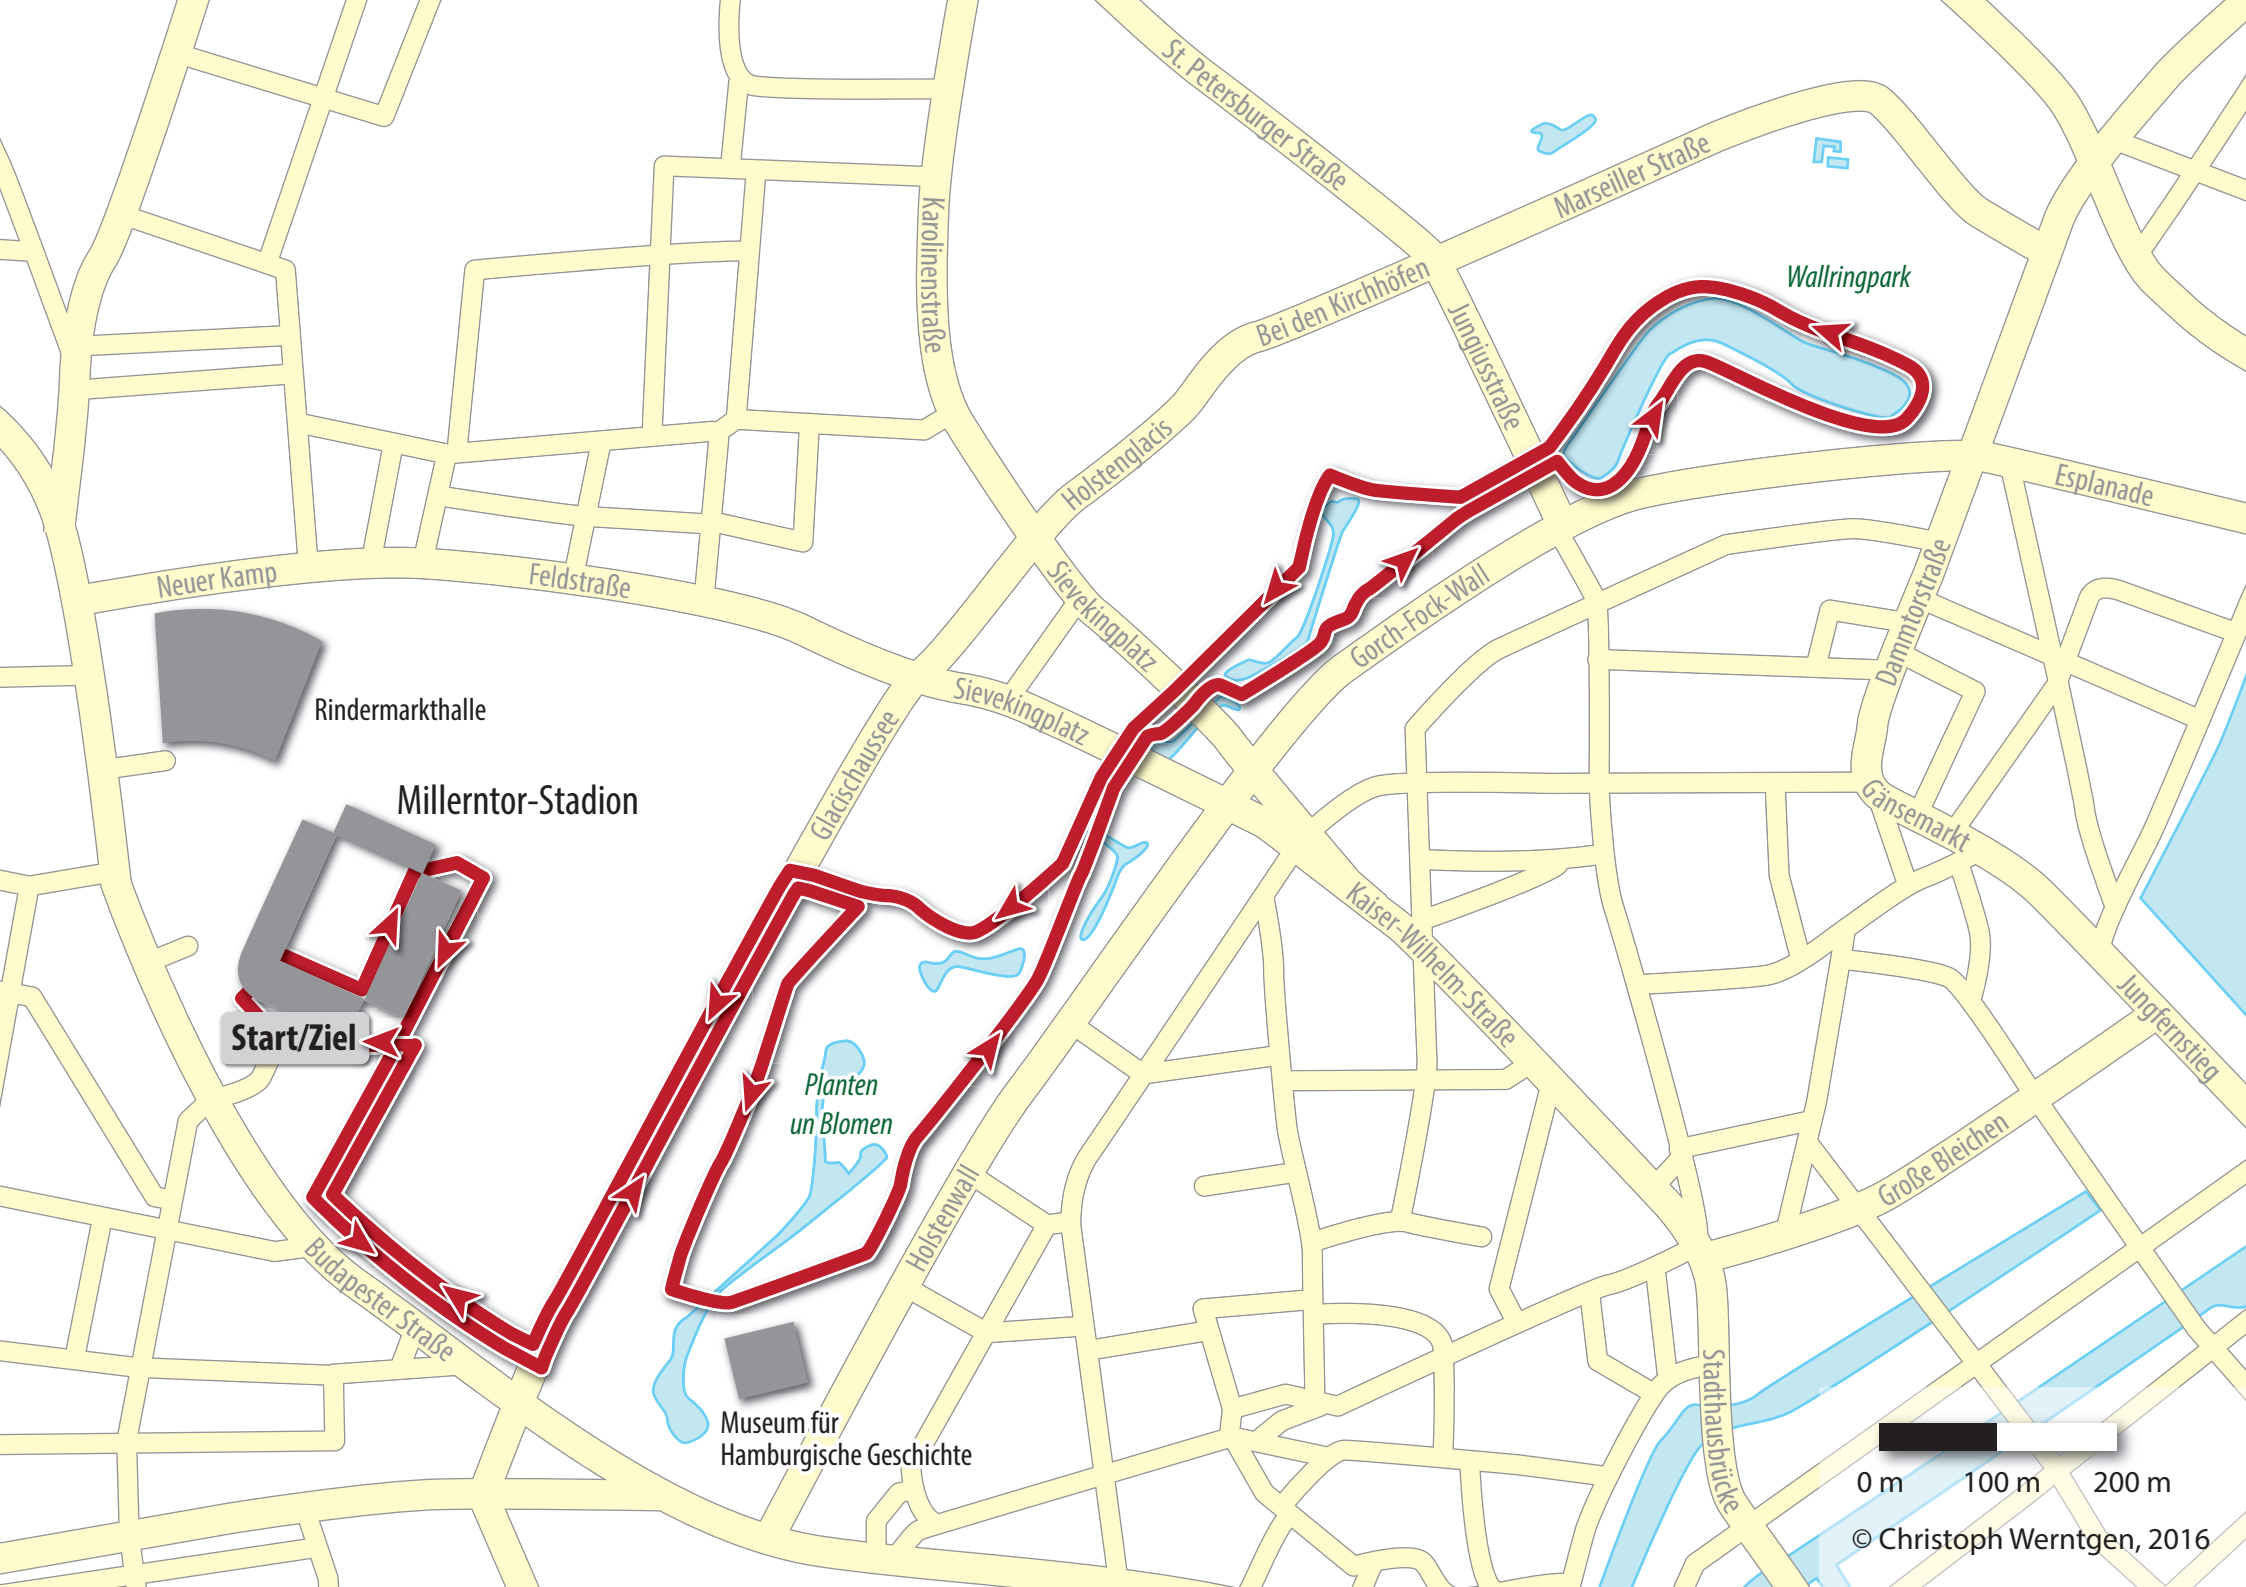 St. Petersburger Straße
Marseiller Straße
Karolinenstraße
Wallringpark
Bei den Kirchhöfen
Jungiusstraße
Holstenglacis
Esplanade
Neuer Kamp
Feldstraße
Sievekingplatz
Gorch-Fock-Wall
Dammtorstraße
Sievekingplatz
Rindermarkthalle
Glacischaussee
Millerntor-Stadion
Gänsemarkt
Kaiser-Wilhelm-Straße
Start/Ziel
Jungfernstieg
Planten
un Blomen
Große Bleichen
Holstenwall
Budapester Straße
Stadthausbrücke
Museum für
Hamburgische Geschichte
0 m 100 m 200 m
© Christoph Werntgen, 2016